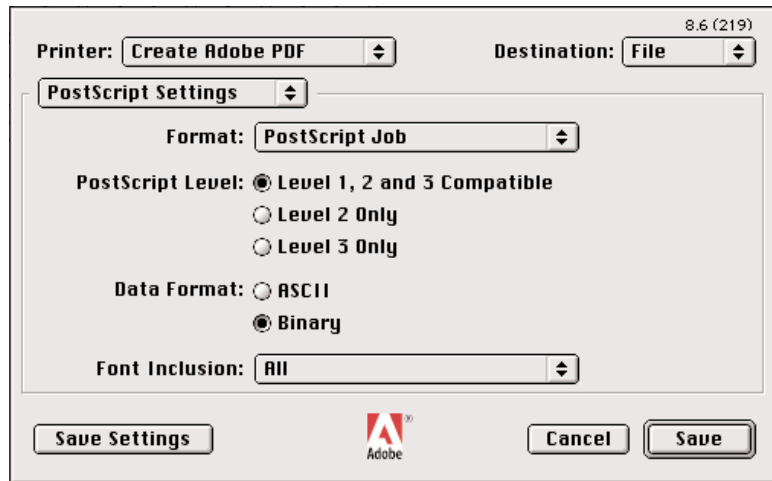 8.6 (219)
Printer: Create Adobe PDF Destination: File
PostScript Settings
Format: PostScript Job
PostScript Level: Level 1, 2 and 3 Compatible
Level 2 Only
Level 3 Only
Data Format: ASCII
Binary
Font Inclusion: All
Save Settings Adobe® Cancel Save